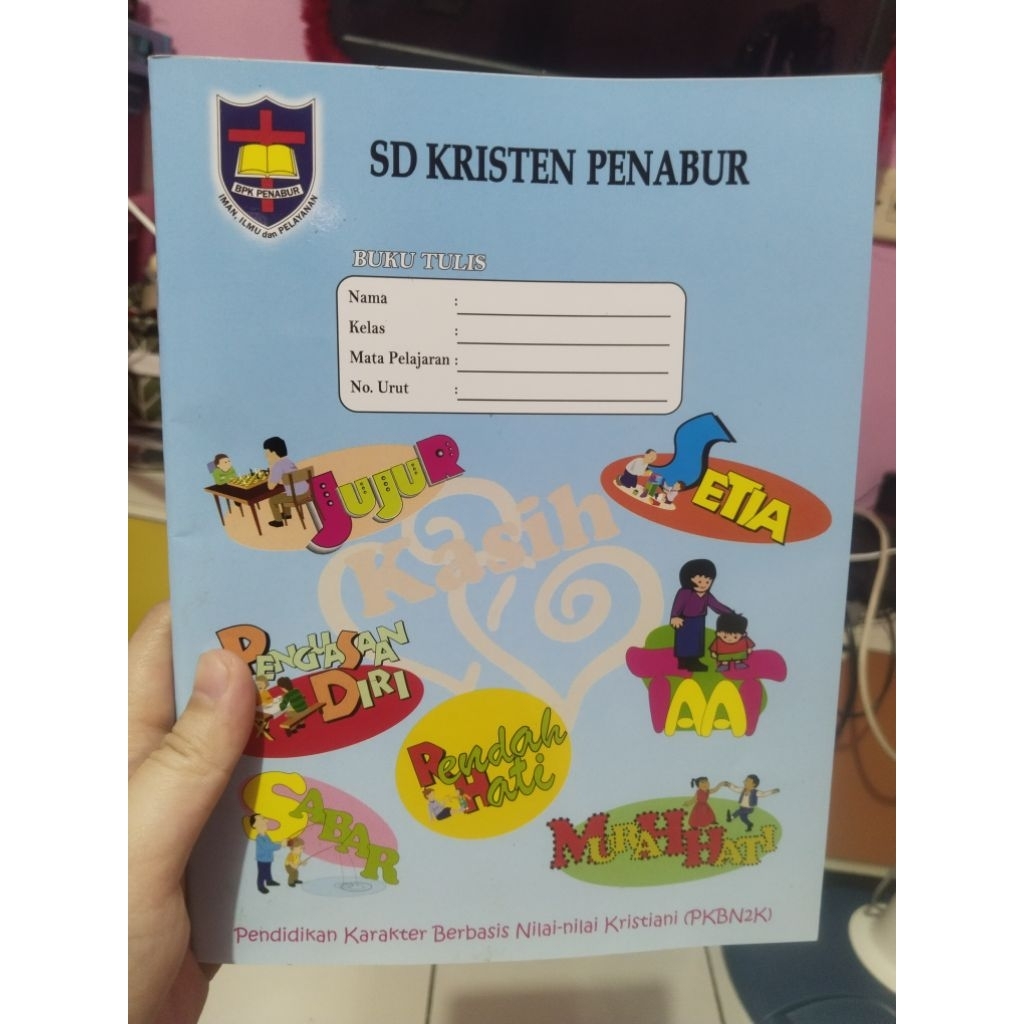 BPK PENABUR
IMAN, ILMU dan PELAYANAN
SD KRISTEN PENABUR
BUKU TULIS
Nama :
Kelas :
Mata Pelajaran :
No. Urut :
JUJUR
SETIA
Kasih
PENGUASAAN
DIRI
TAAT
Rendah
Hati
SABAR
MURAH HATI
Pendidikan Karakter Berbasis Nilai-nilai Kristiani (PKBN2K)